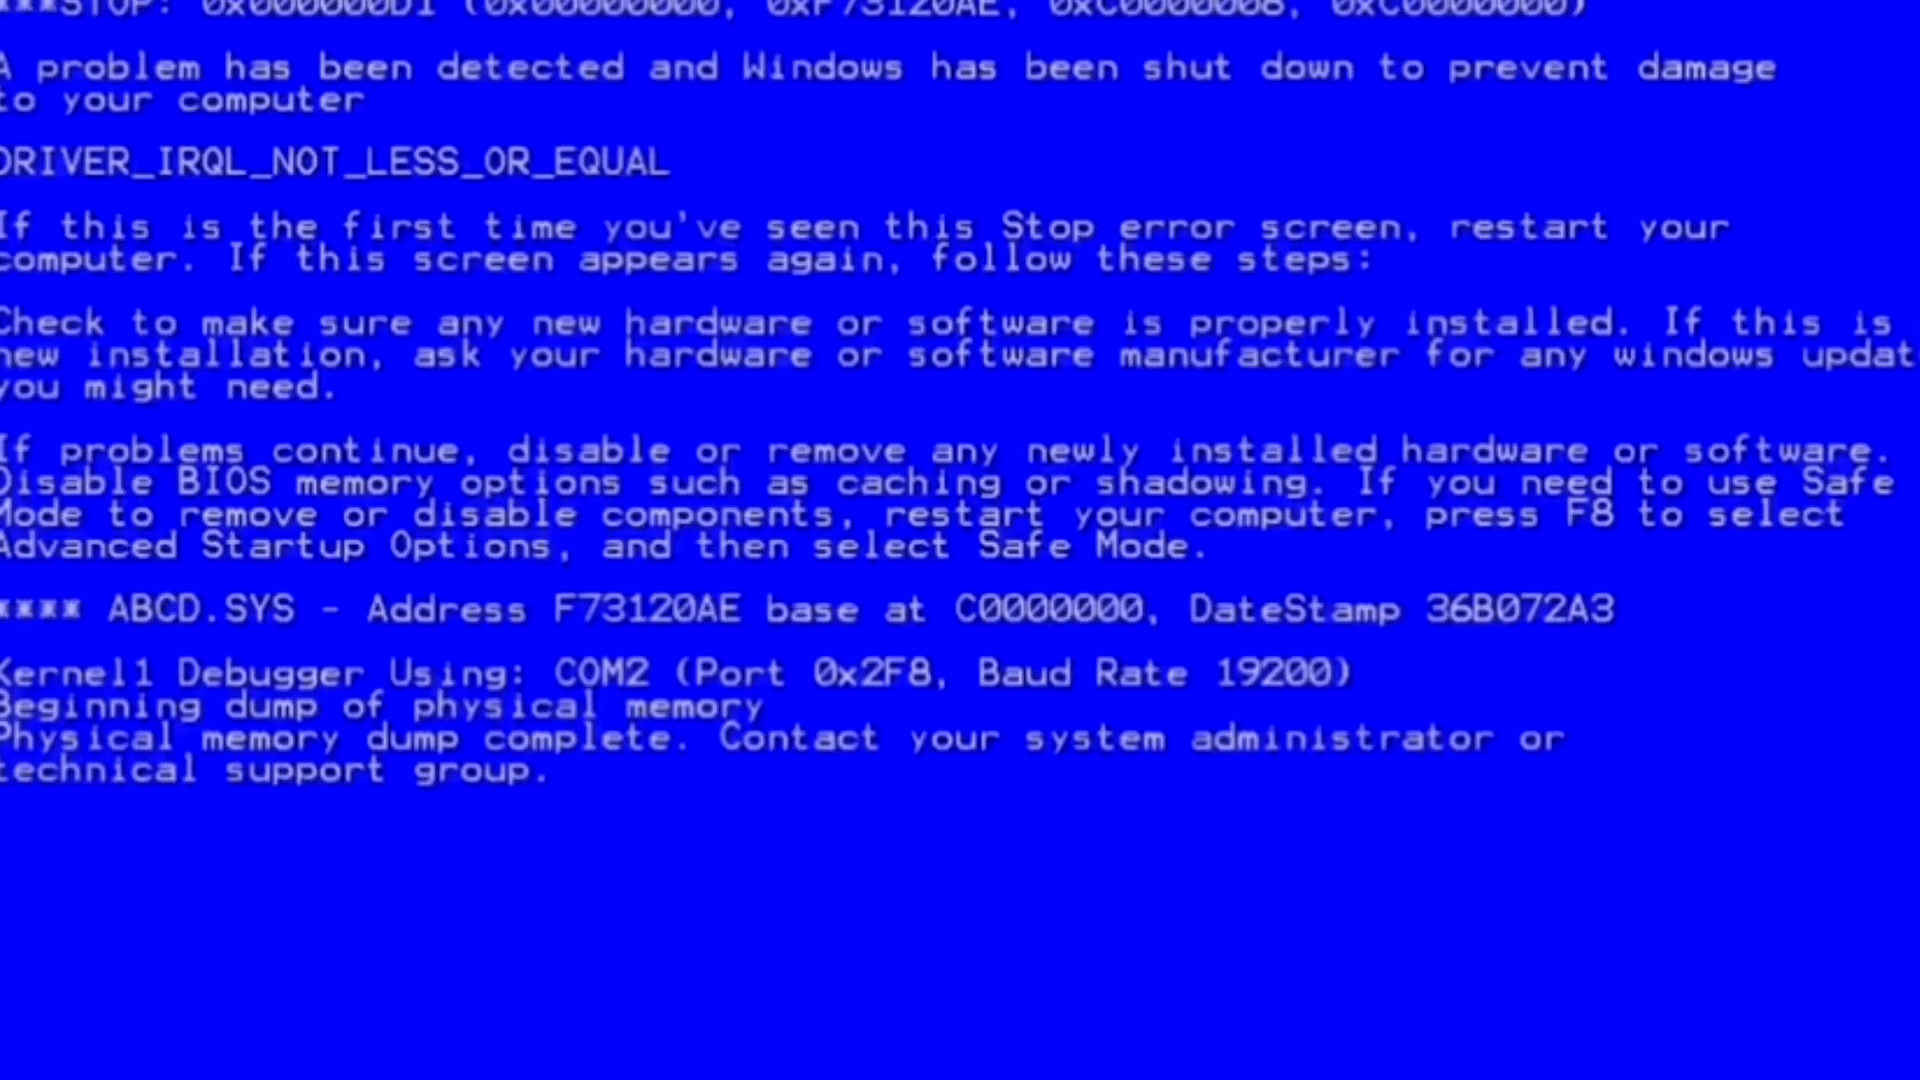 ***STOP: 0x000000D1 (0x00000000, 0xF73120AE, 0xC0000008, 0xC0000000)
A problem has been detected and Windows has been shut down to prevent damage
to your computer
DRIVER_IRQL_NOT_LESS_OR_EQUAL
If this is the first time you've seen this Stop error screen, restart your
computer. If this screen appears again, follow these steps:
Check to make sure any new hardware or software is properly installed. If this is
new installation, ask your hardware or software manufacturer for any windows updat
you might need.
If problems continue, disable or remove any newly installed hardware or software.
Disable BIOS memory options such as caching or shadowing. If you need to use Safe
Mode to remove or disable components, restart your computer, press F8 to select
Advanced Startup Options, and then select Safe Mode.
**** ABCD.SYS - Address F73120AE base at C0000000, DateStamp 36B072A3
Kernel1 Debugger Using: COM2 (Port 0x2F8, Baud Rate 19200)
Beginning dump of physical memory
Physical memory dump complete. Contact your system administrator or
technical support group.